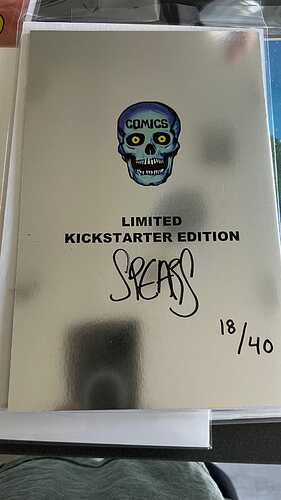 COMICS
LIMITED
KICKSTARTER EDITION
SPEARS
18/40